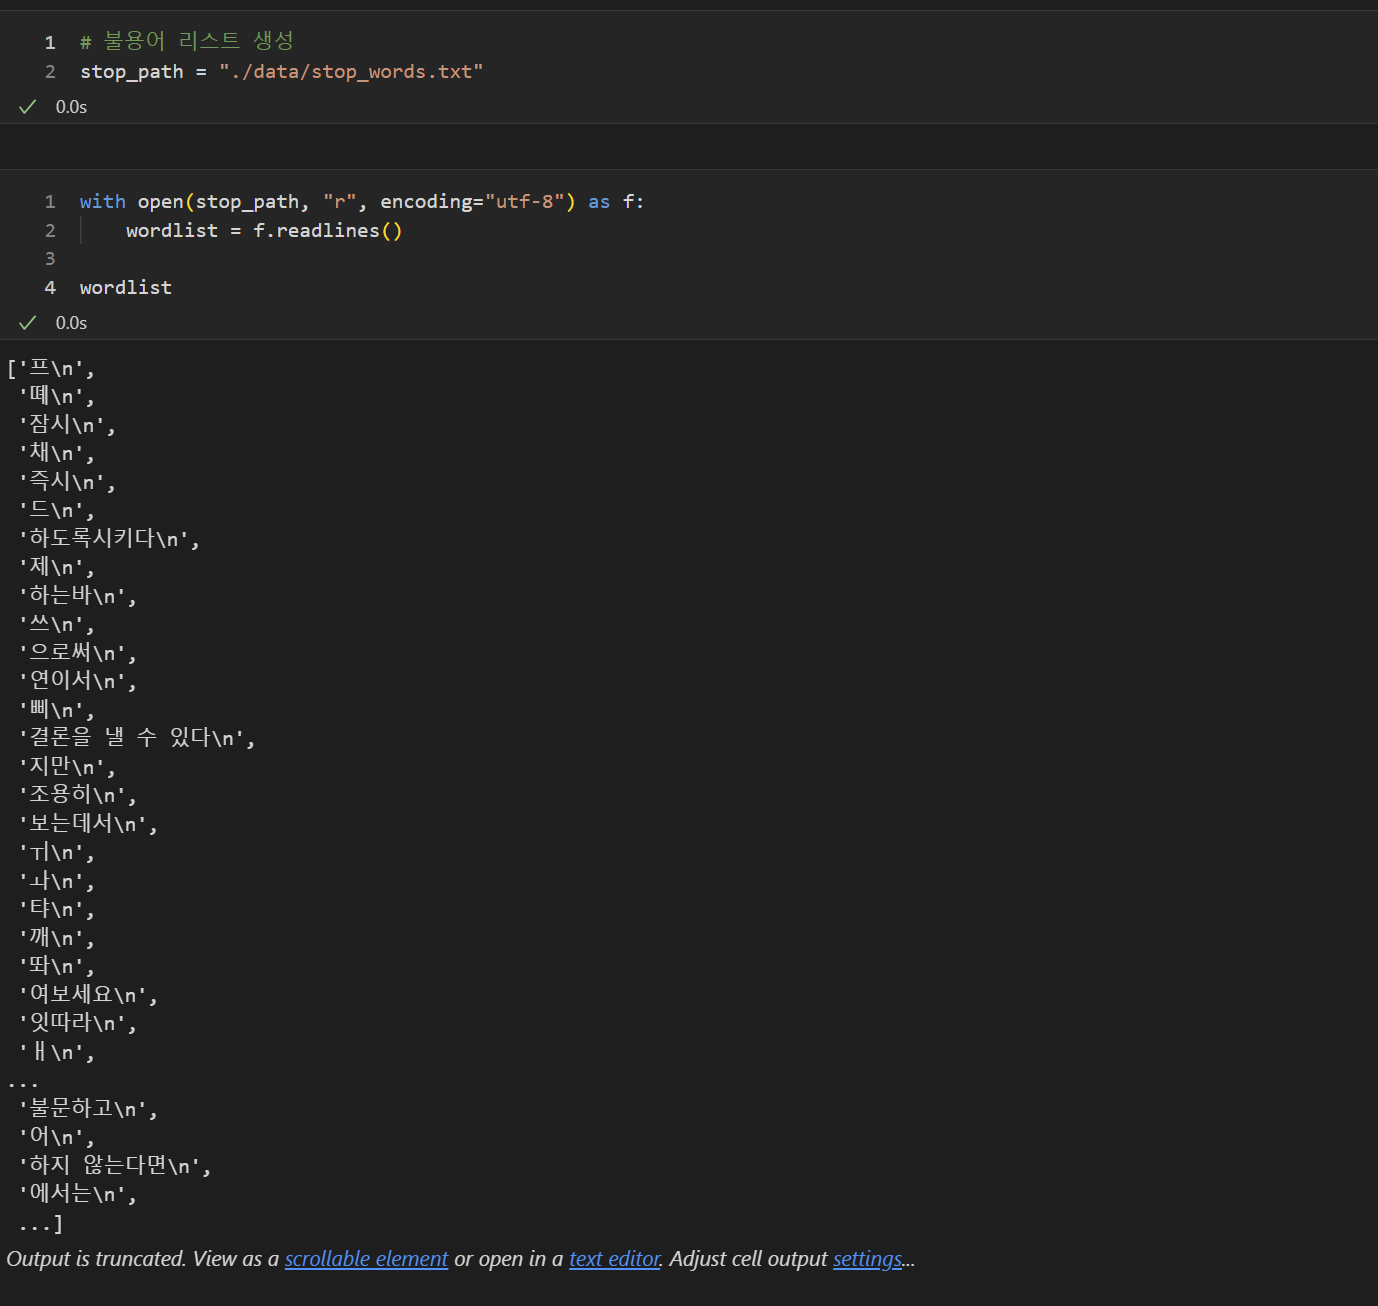 1 # 불용어 리스트 생성
2 stop_path = "./data/stop_words.txt"
✓ 0.0s
1 with open(stop_path, "r", encoding="utf-8") as f:
2     wordlist = f.readlines()
3
4 wordlist
✓ 0.0s
['프\n',
 '떼\n',
 '잠시\n',
 '채\n',
 '즉시\n',
 '드\n',
 '하도록시키다\n',
 '제\n',
 '하는바\n',
 '쓰\n',
 '으로써\n',
 '연이서\n',
 '삐\n',
 '결론을 낼 수 있다\n',
 '지만\n',
 '조용히\n',
 '보는데서\n',
 'ㅟ\n',
 'ㅘ\n',
 '탸\n',
 '깨\n',
 '똬\n',
 '여보세요\n',
 '잇따라\n',
 'ㅐ\n',
...
 '불문하고\n',
 '어\n',
 '하지 않는다면\n',
 '에서는\n',
 ...]
Output is truncated. View as a scrollable element or open in a text editor. Adjust cell output settings...